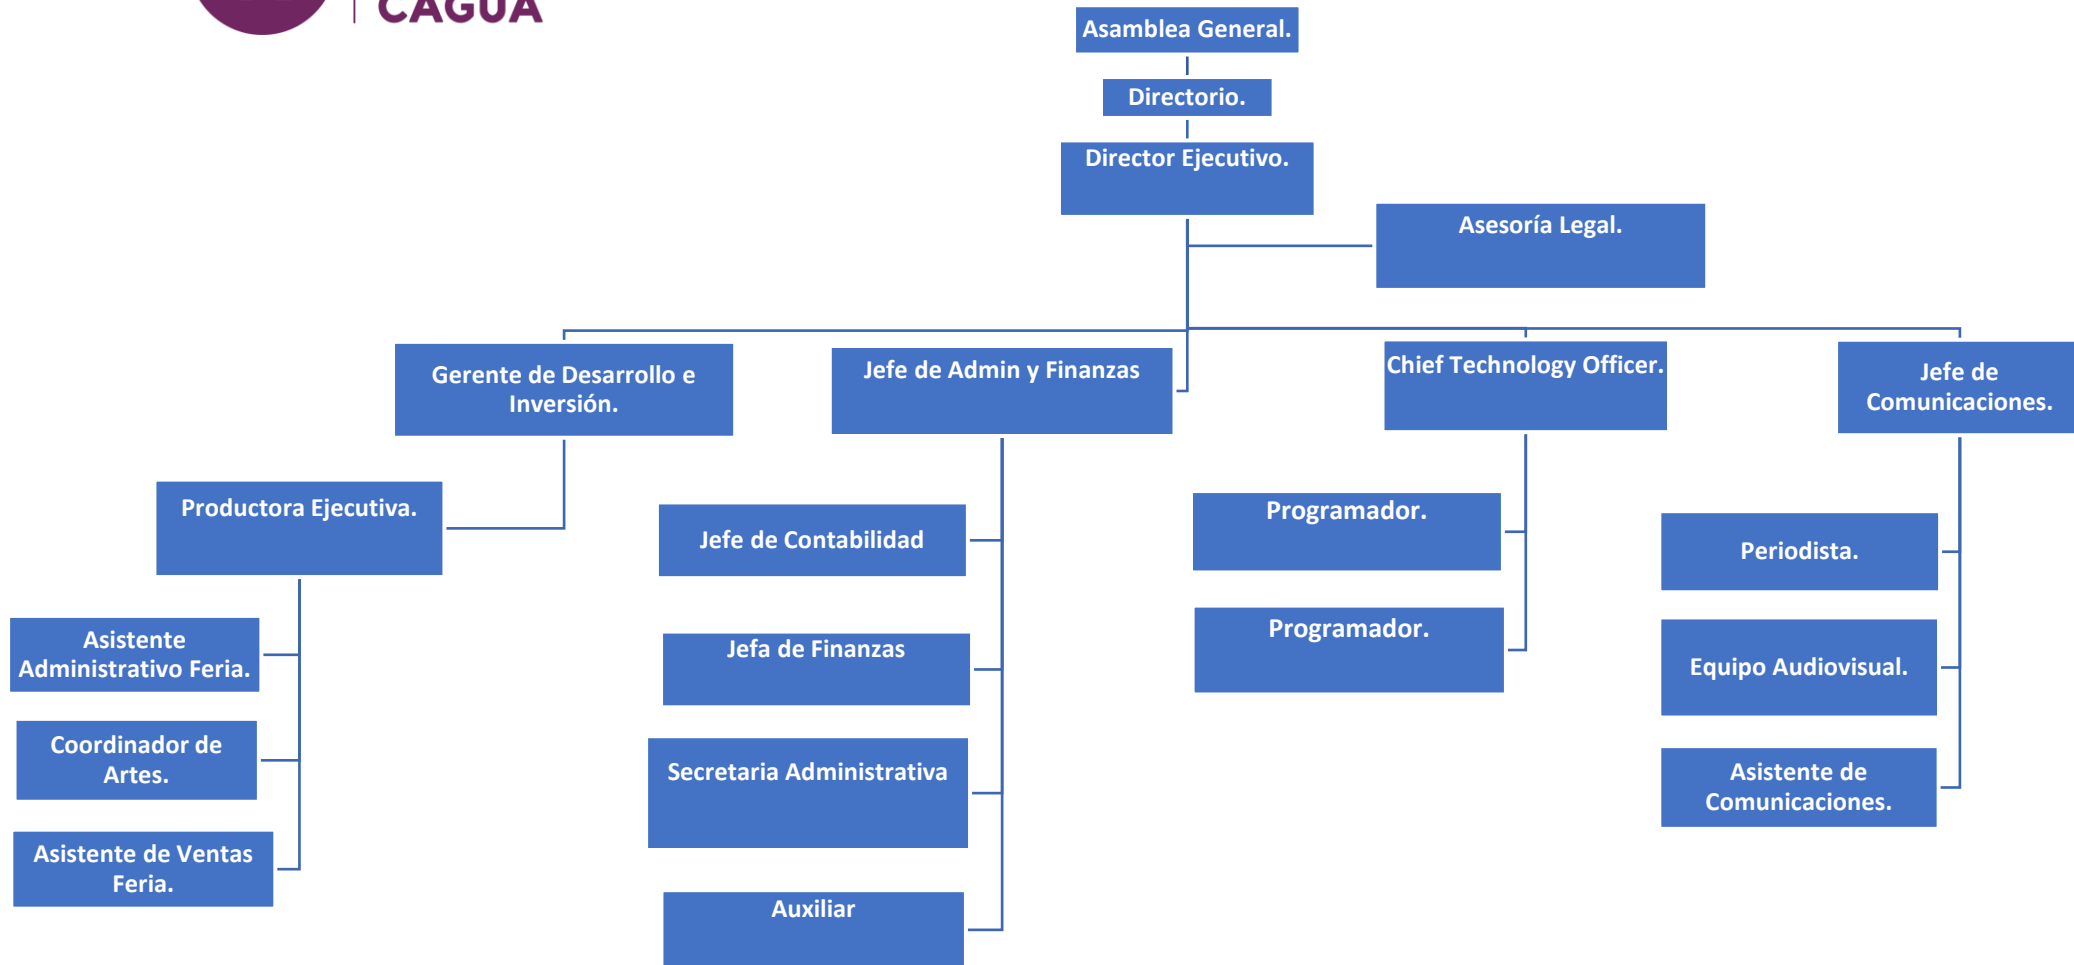 CAGUA
Asamblea General.
Directorio.
Director Ejecutivo.
Asesoría Legal.
Gerente de Desarrollo e
Inversión.
Jefe de Admin y Finanzas
Chief Technology Officer.
Jefe de
Comunicaciones.
Productora Ejecutiva.
Asistente
Administrativo Feria.
Coordinador de
Artes.
Asistente de Ventas
Feria.
Jefe de Contabilidad
Jefa de Finanzas
Secretaria Administrativa
Auxiliar
Programador.
Programador.
Periodista.
Equipo Audiovisual.
Asistente de
Comunicaciones.